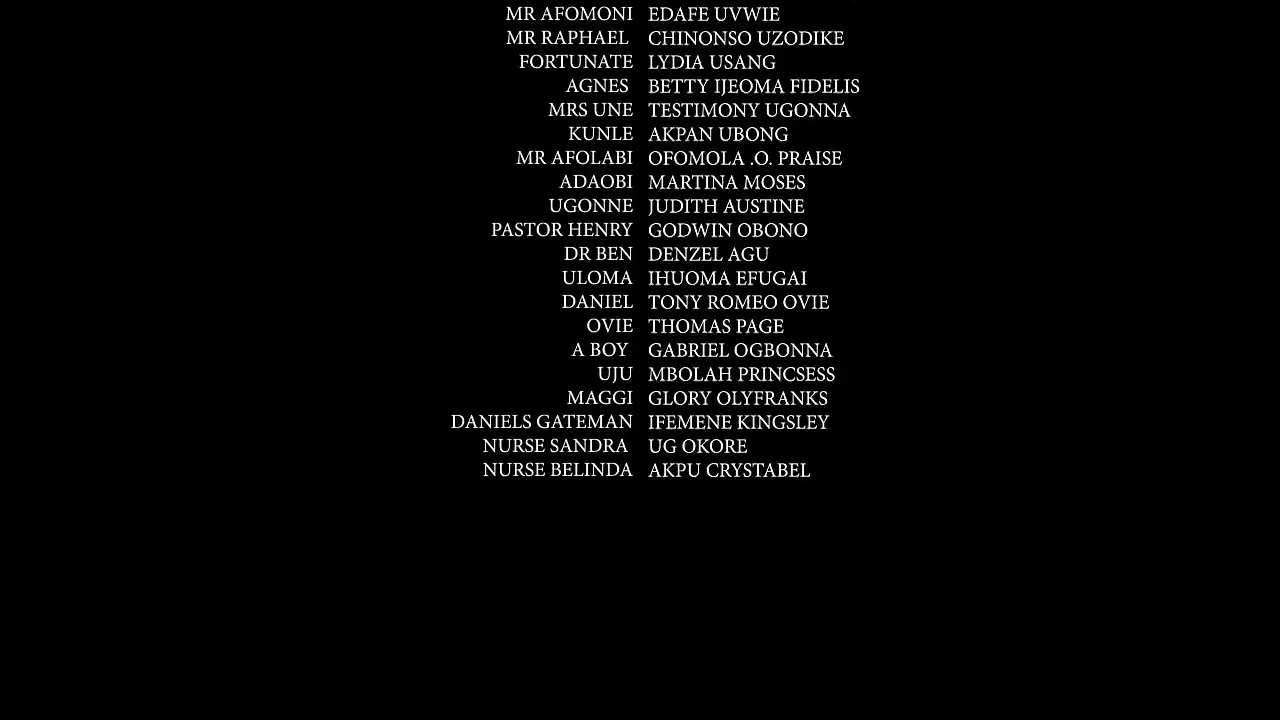 MR AFOMONI EDAFE UVWIE
MR RAPHAEL CHINONSO UZODIKE
FORTUNATE LYDIA USANG
AGNES BETTY IJEOMA FIDELIS
MRS UNE TESTIMONY UGONNA
KUNLE AKPAN UBONG
MR AFOLABI OFOMOLA .O. PRAISE
ADAOBI MARTINA MOSES
UGONNE JUDITH AUSTINE
PASTOR HENRY GODWIN OBONO
DR BEN DENZEL AGU
ULOMA IHUOMA EFUGAI
DANIEL TONY ROMEO OVIE
OVIE THOMAS PAGE
A BOY GABRIEL OGBONNA
UJU MBOLAH PRINCSESS
MAGGI GLORY OLYFRANKS
DANIELS GATEMAN IFEMENE KINGSLEY
NURSE SANDRA UG OKORE
NURSE BELINDA AKPU CRYSTABEL